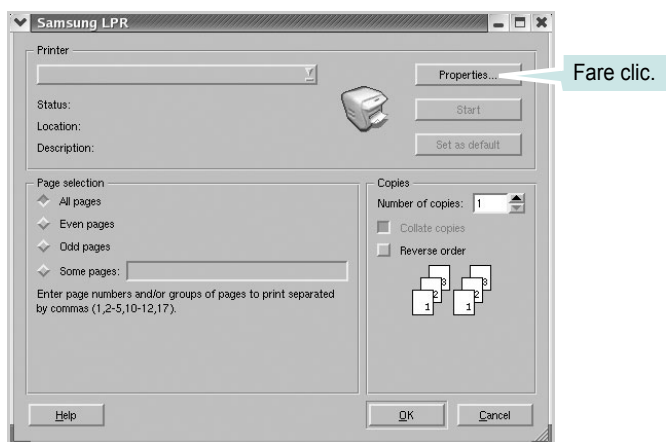 Samsung LPR
Printer
Properties...
Fare clic.
Status:
Start
Location:
Description:
Set as default
Page selection
All pages
Even pages
Odd pages
Some pages:
Enter page numbers and/or groups of pages to print separated
by commas (1,2-5,10-12,17).
Copies
Number of copies: 1
Collate copies
Reverse order
3 3
2 2
1 1
Help
OK
Cancel